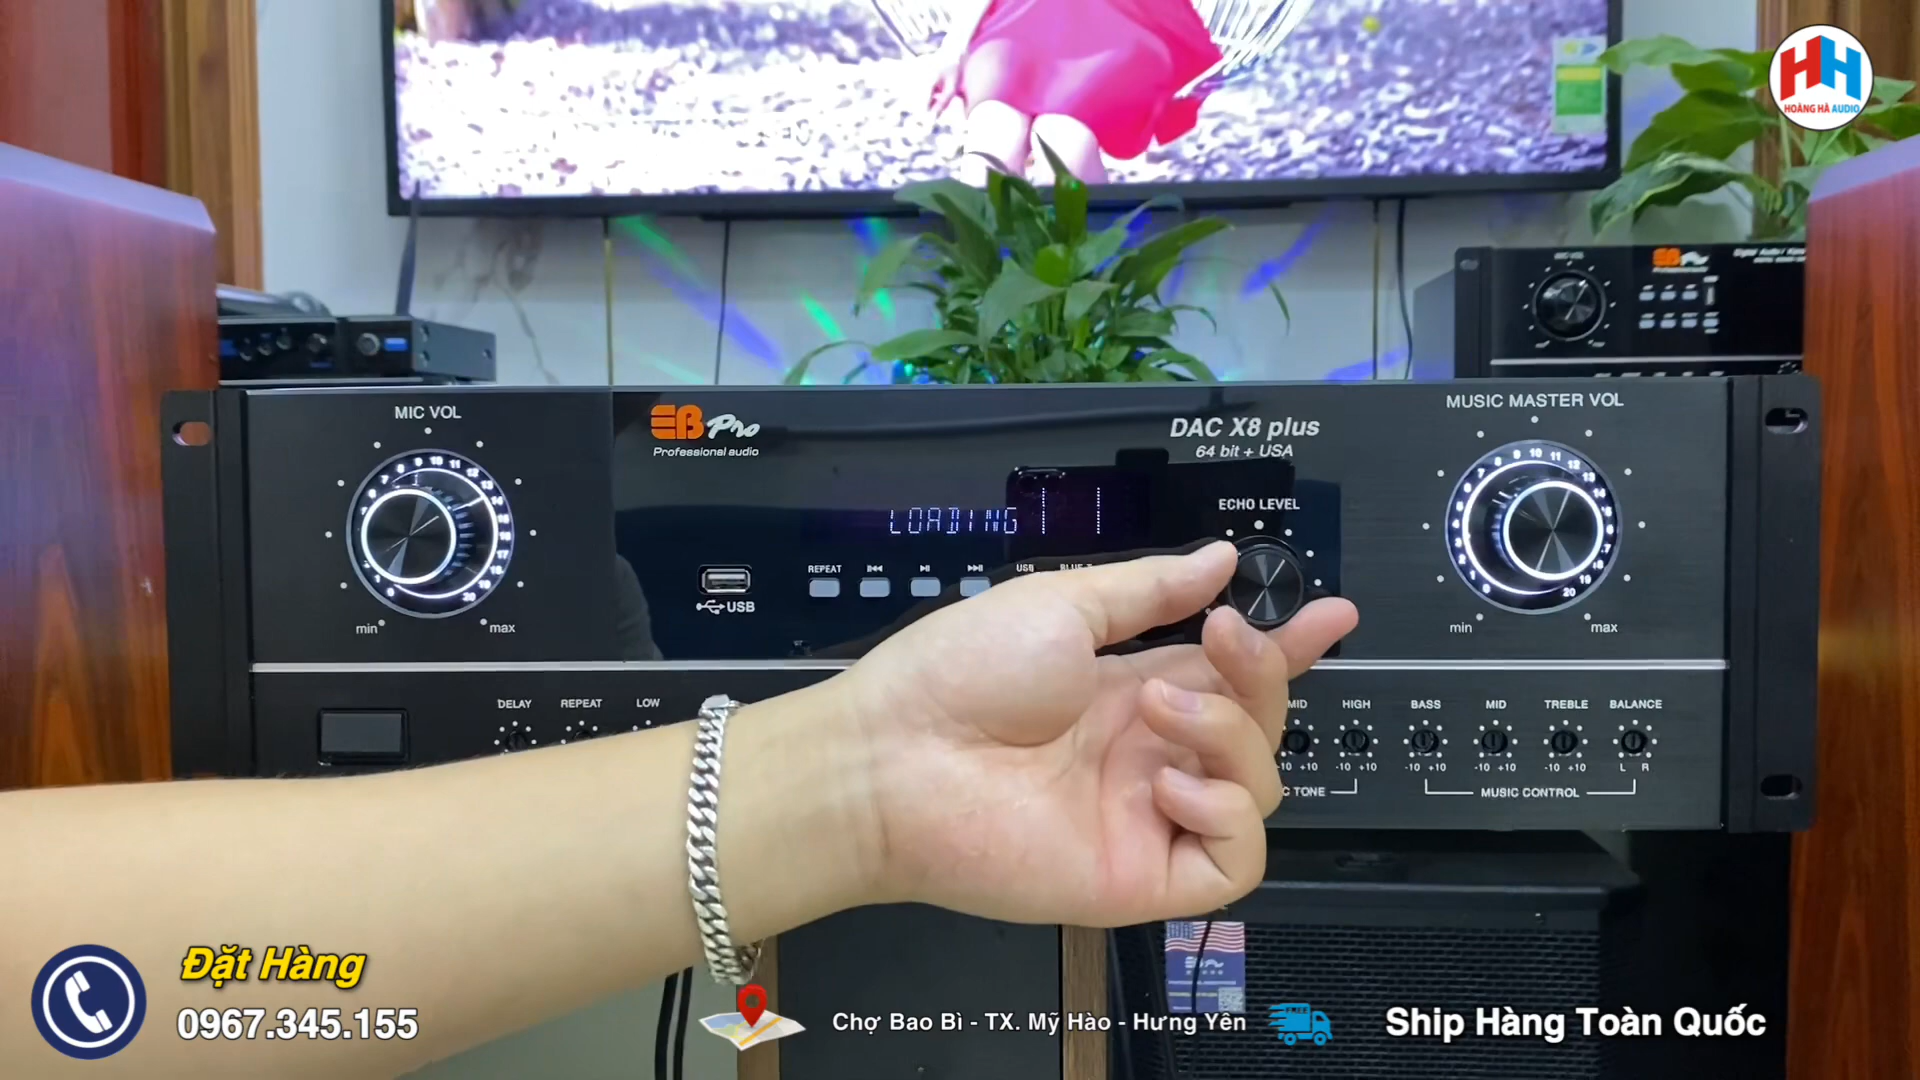 HH
HOÀNG HÀ AUDIO
MIC VOL
EB Pro
Professional audio
DAC X8 plus
64 bit + USA
MUSIC MASTER VOL
ECHO LEVEL
LOADING
REPEAT
USB
USB
min
max
min
max
DELAY
REPEAT
LOW
MID
HIGH
BASS
MID
TREBLE
BALANCE
-10 +10
-10 +10
-10 +10
-10 +10
-10 +10
L R
C TONE
MUSIC CONTROL
Đặt Hàng
0967.345.155
Chợ Bao Bì - TX. Mỹ Hào - Hưng Yên
Ship Hàng Toàn Quốc